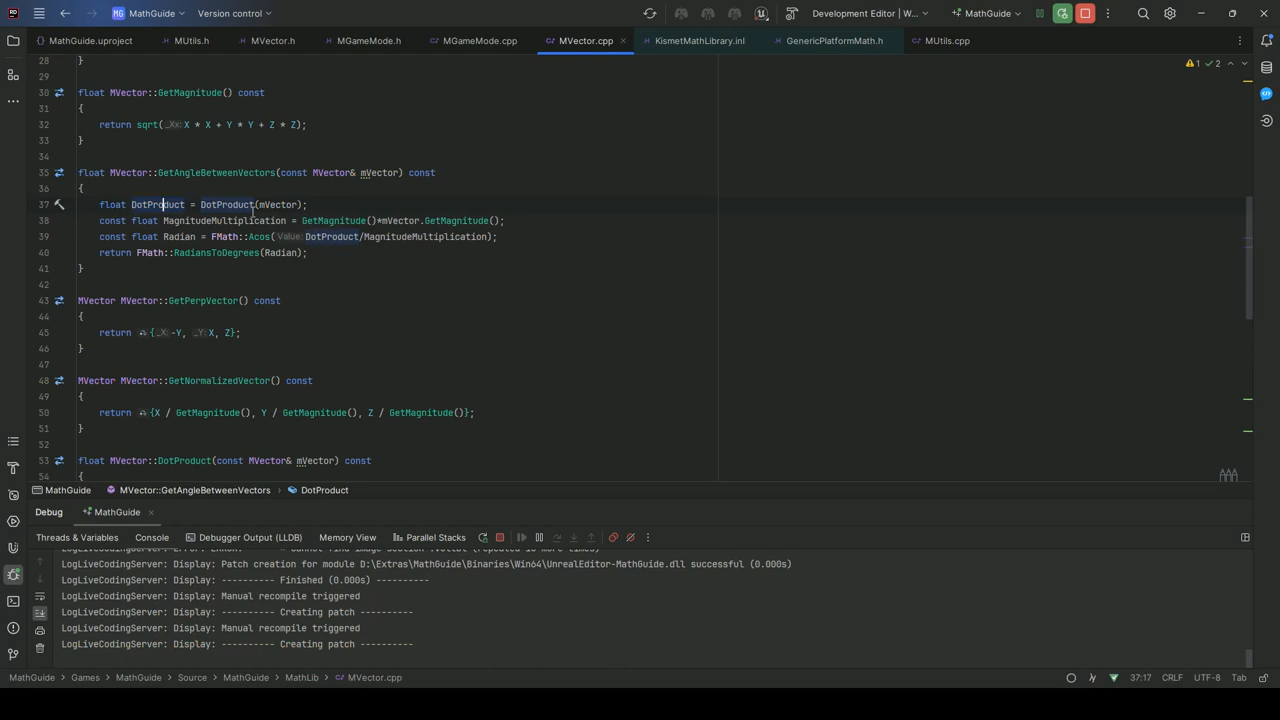 MG MathGuide Version control Development Editor | W... MathGuide
MathGuide.uproject MUtils.h MVector.h MGameMode.h MGameMode.cpp MVector.cpp KismetMathLibrary.inl GenericPlatformMath.h MUtils.cpp
28 }
29
30 float MVector::GetMagnitude() const
31 {
32 return sqrt(_Xx: X * X + Y * Y + Z * Z);
33 }
34
35 float MVector::GetAngleBetweenVectors(const MVector& mVector) const
36 {
37 float DotProduct = DotProduct(mVector);
38 const float MagnitudeMultiplication = GetMagnitude()*mVector.GetMagnitude();
39 const float Radian = FMath::Acos(Value: DotProduct/MagnitudeMultiplication);
40 return FMath::RadiansToDegrees(Radian);
41 }
42
43 MVector MVector::GetPerpVector() const
44 {
45 return {_X: -Y, _Y: X, Z};
46 }
47
48 MVector MVector::GetNormalizedVector() const
49 {
50 return {X / GetMagnitude(), Y / GetMagnitude(), Z / GetMagnitude()};
51 }
52
53 float MVector::DotProduct(const MVector& mVector) const
54 {
1 2
MathGuide MVector::GetAngleBetweenVectors DotProduct
Debug MathGuide
Threads & Variables Console Debugger Output (LLDB) Memory View Parallel Stacks
LogLiveCodingServer: Display: Patch creation for module D:\Extras\MathGuide\Binaries\Win64\UnrealEditor-MathGuide.dll successful (0.000s)
LogLiveCodingServer: Display: ---------- Finished (0.000s) ----------
LogLiveCodingServer: Display: Manual recompile triggered
LogLiveCodingServer: Display: ---------- Creating patch ----------
LogLiveCodingServer: Display: Manual recompile triggered
LogLiveCodingServer: Display: ---------- Creating patch ----------
MathGuide Games MathGuide Source MathGuide MathLib MVector.cpp 37:17 CRLF UTF-8 Tab